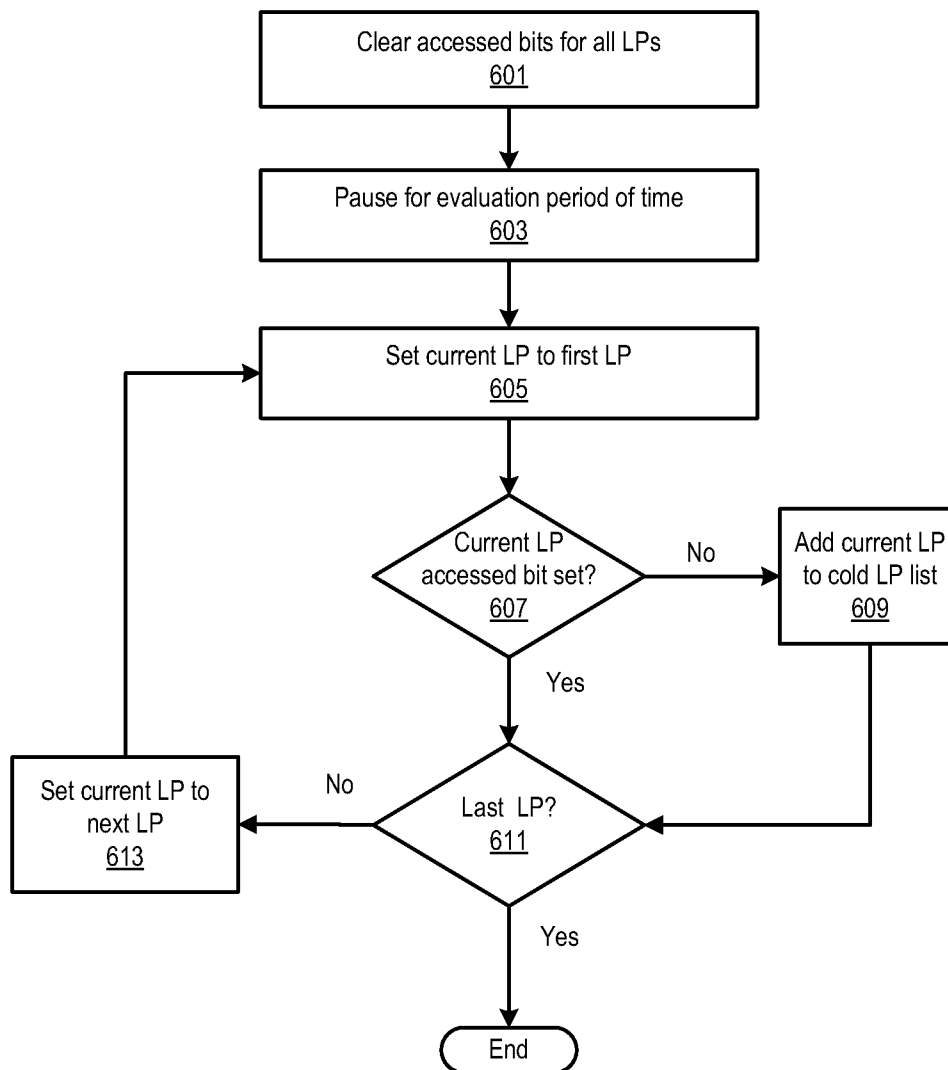 Clear accessed bits for all LPs
601
Pause for evaluation period of time
603
Set current LP to first LP
605
Current LP
accessed bit set?
607
No
Add current LP
to cold LP list
609
Yes
Set current LP to
next LP
613
No
Last LP?
611
Yes
End